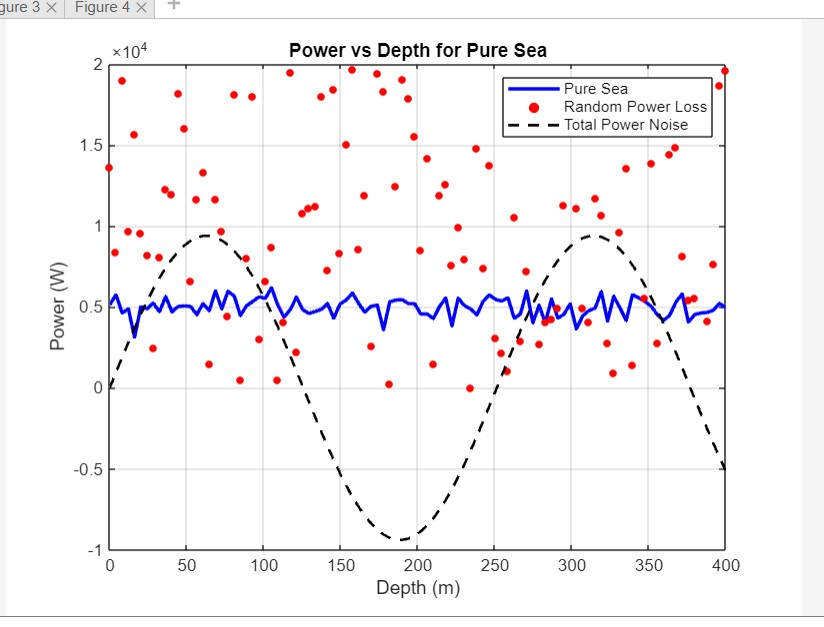 gure 3 × Figure 4 × +
Power vs Depth for Pure Sea
×10⁴
Pure Sea
Random Power Loss
Total Power Noise
2
1.5
1
0.5
0
-0.5
-1
Power (W)
0 50 100 150 200 250 300 350 400
Depth (m)